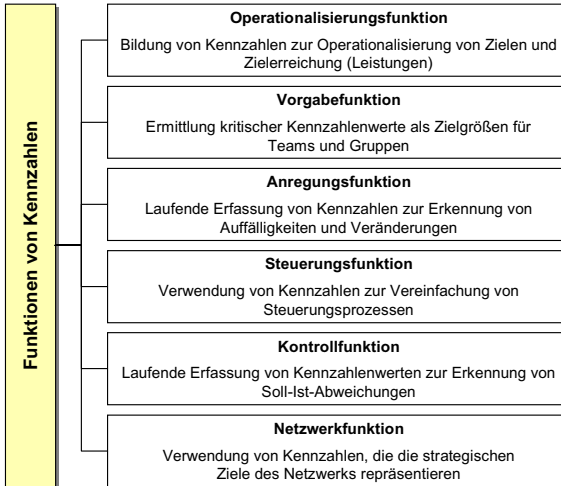 Funktionen von Kennzahlen
Operationalisierungsfunktion
Bildung von Kennzahlen zur Operationalisierung von Zielen und
Zielerreichung (Leistungen)
Vorgabefunktion
Ermittlung kritischer Kennzahlenwerte als Zielgrößen für
Teams und Gruppen
Anregungsfunktion
Laufende Erfassung von Kennzahlen zur Erkennung von
Auffälligkeiten und Veränderungen
Steuerungsfunktion
Verwendung von Kennzahlen zur Vereinfachung von
Steuerungsprozessen
Kontrollfunktion
Laufende Erfassung von Kennzahlenwerten zur Erkennung von
Soll-Ist-Abweichungen
Netzwerkfunktion
Verwendung von Kennzahlen, die die strategischen
Ziele des Netzwerks repräsentieren